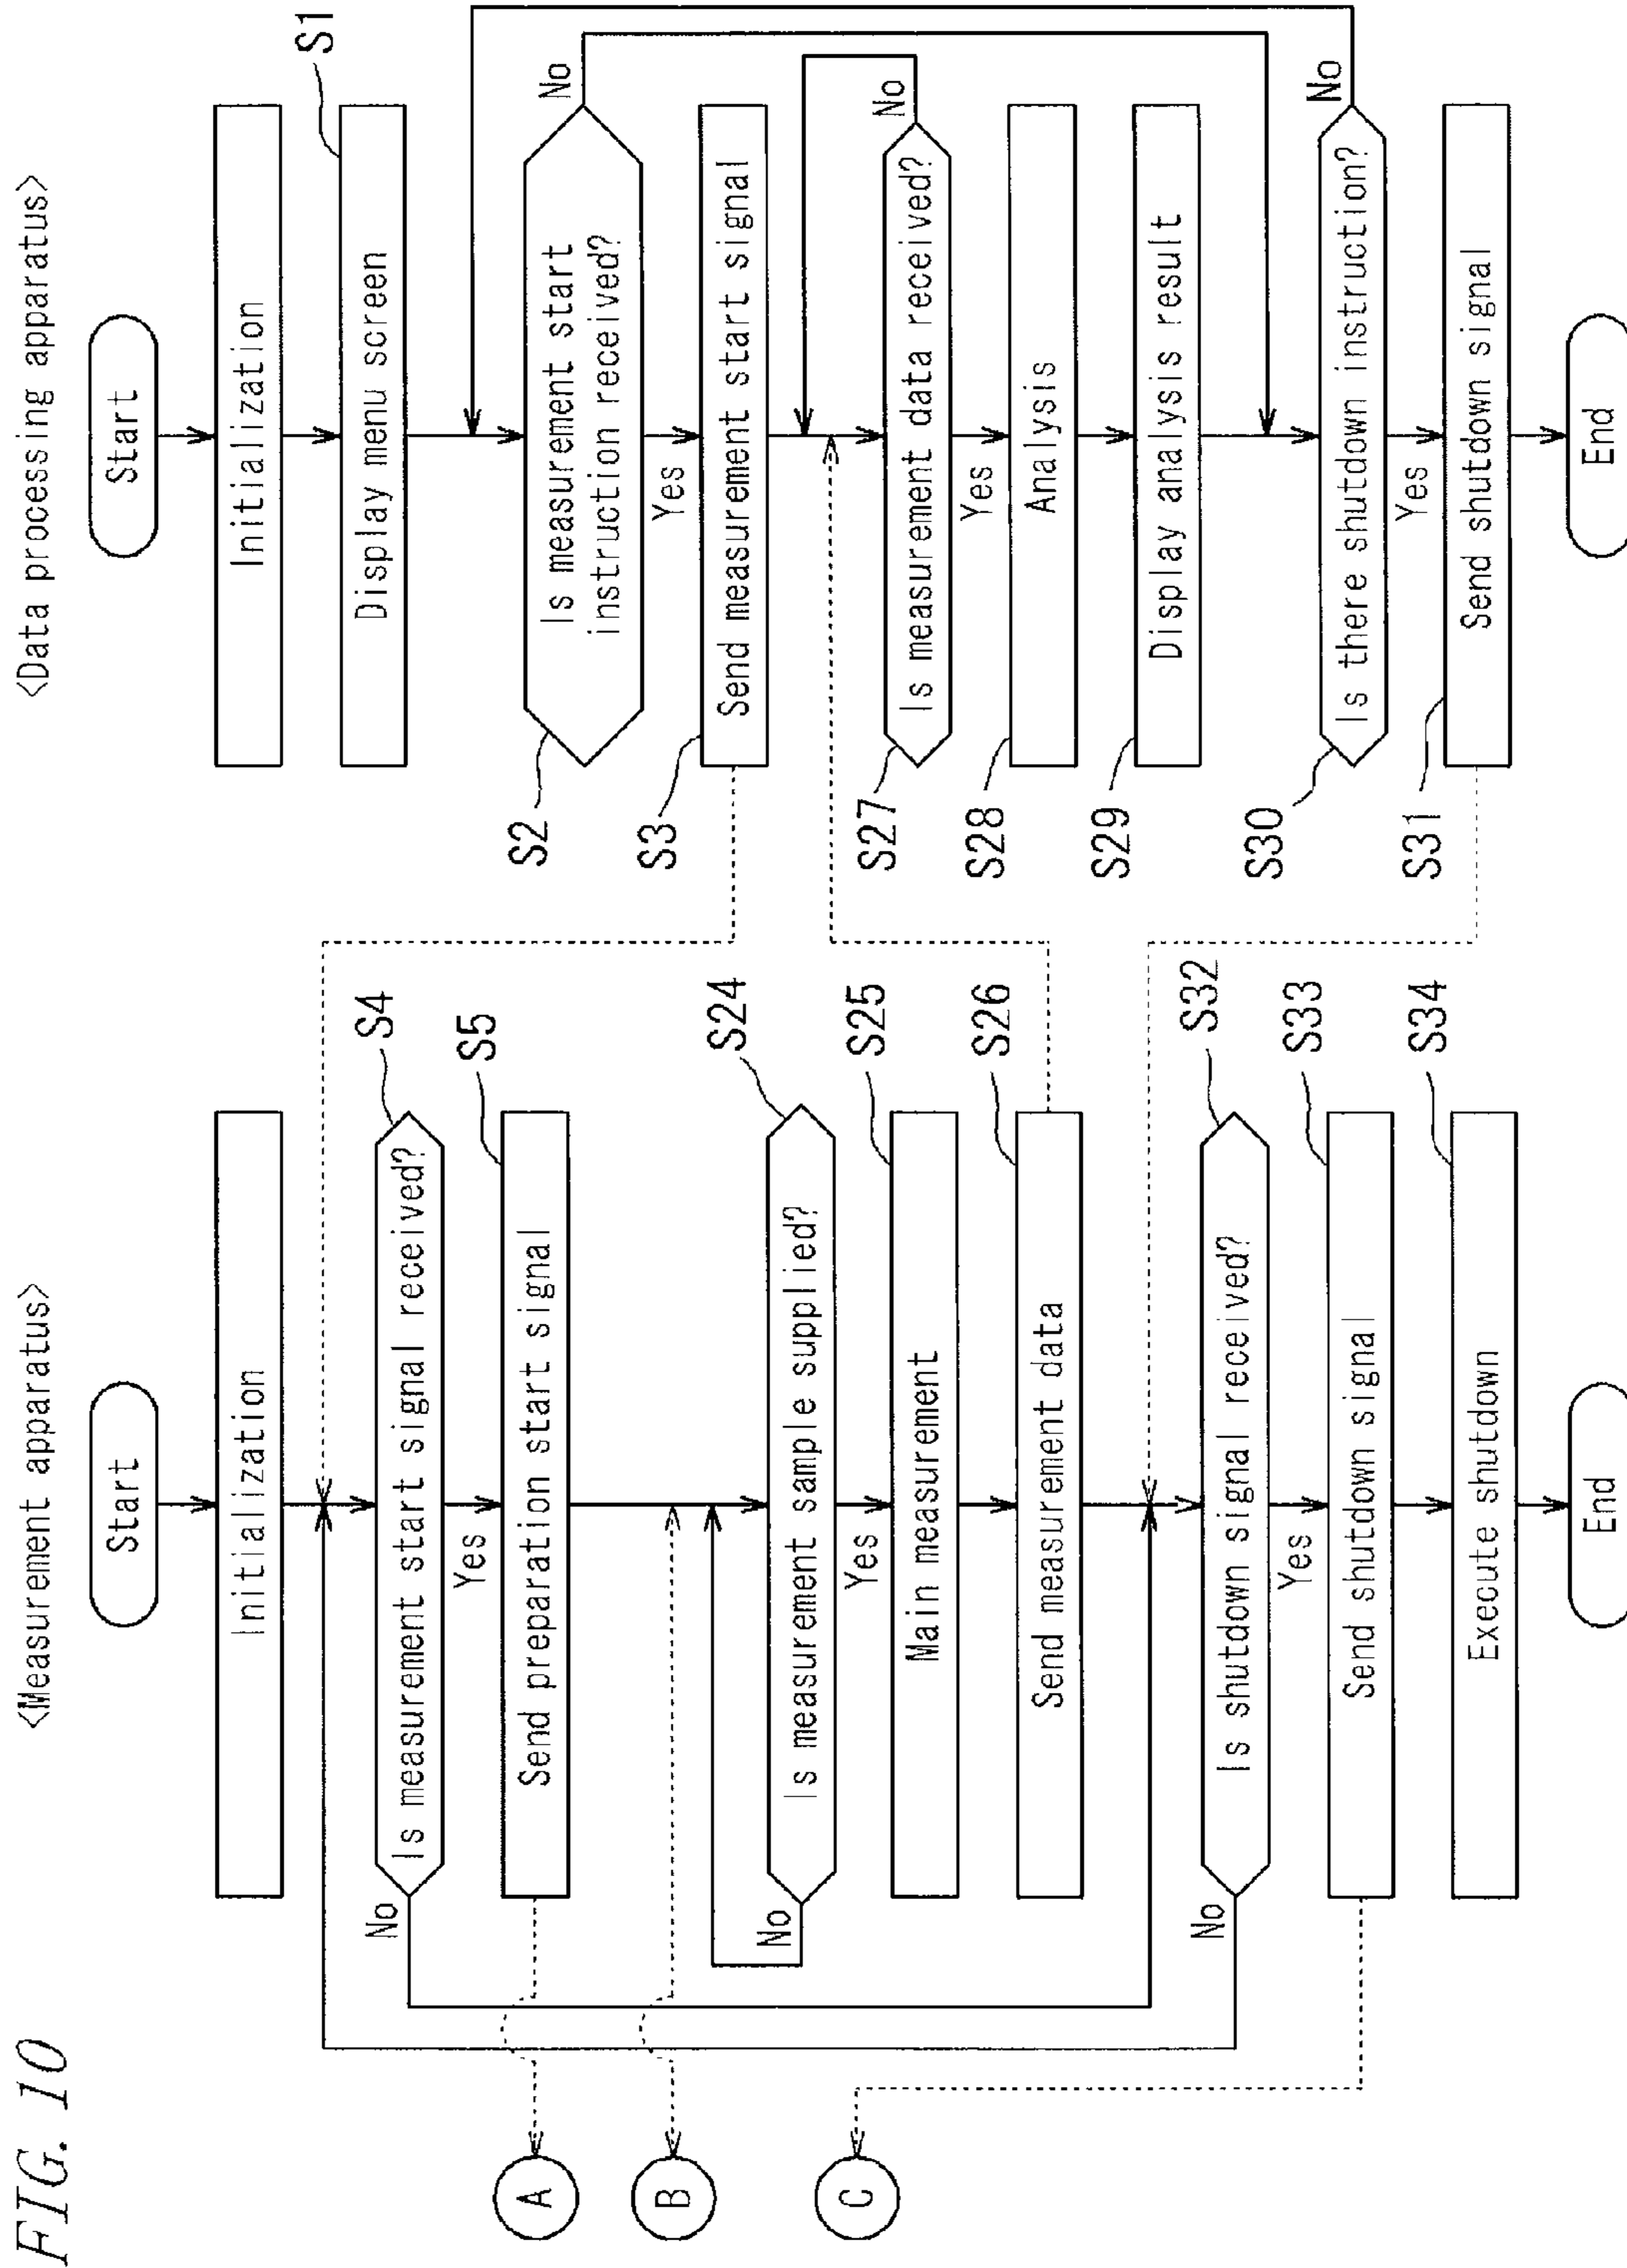 FIG. 10
<Measurement apparatus>
Start
Initialization
S4
Is measurement start signal received?
No
Yes
S5
Send preparation start signal
A
B
S24
Is measurement sample supplied?
No
Yes
S25
Main measurement
S26
Send measurement data
S32
Is shutdown signal received?
No
Yes
S33
Send shutdown signal
C
S34
Execute shutdown
End
<Data processing apparatus>
Start
Initialization
S1
Display menu screen
S2
Is measurement start
instruction received?
No
Yes
S3
Send measurement start signal
S27
Is measurement data received?
No
Yes
S28
Analysis
S29
Display analysis result
S30
Is there shutdown instruction?
No
Yes
S31
Send shutdown signal
End